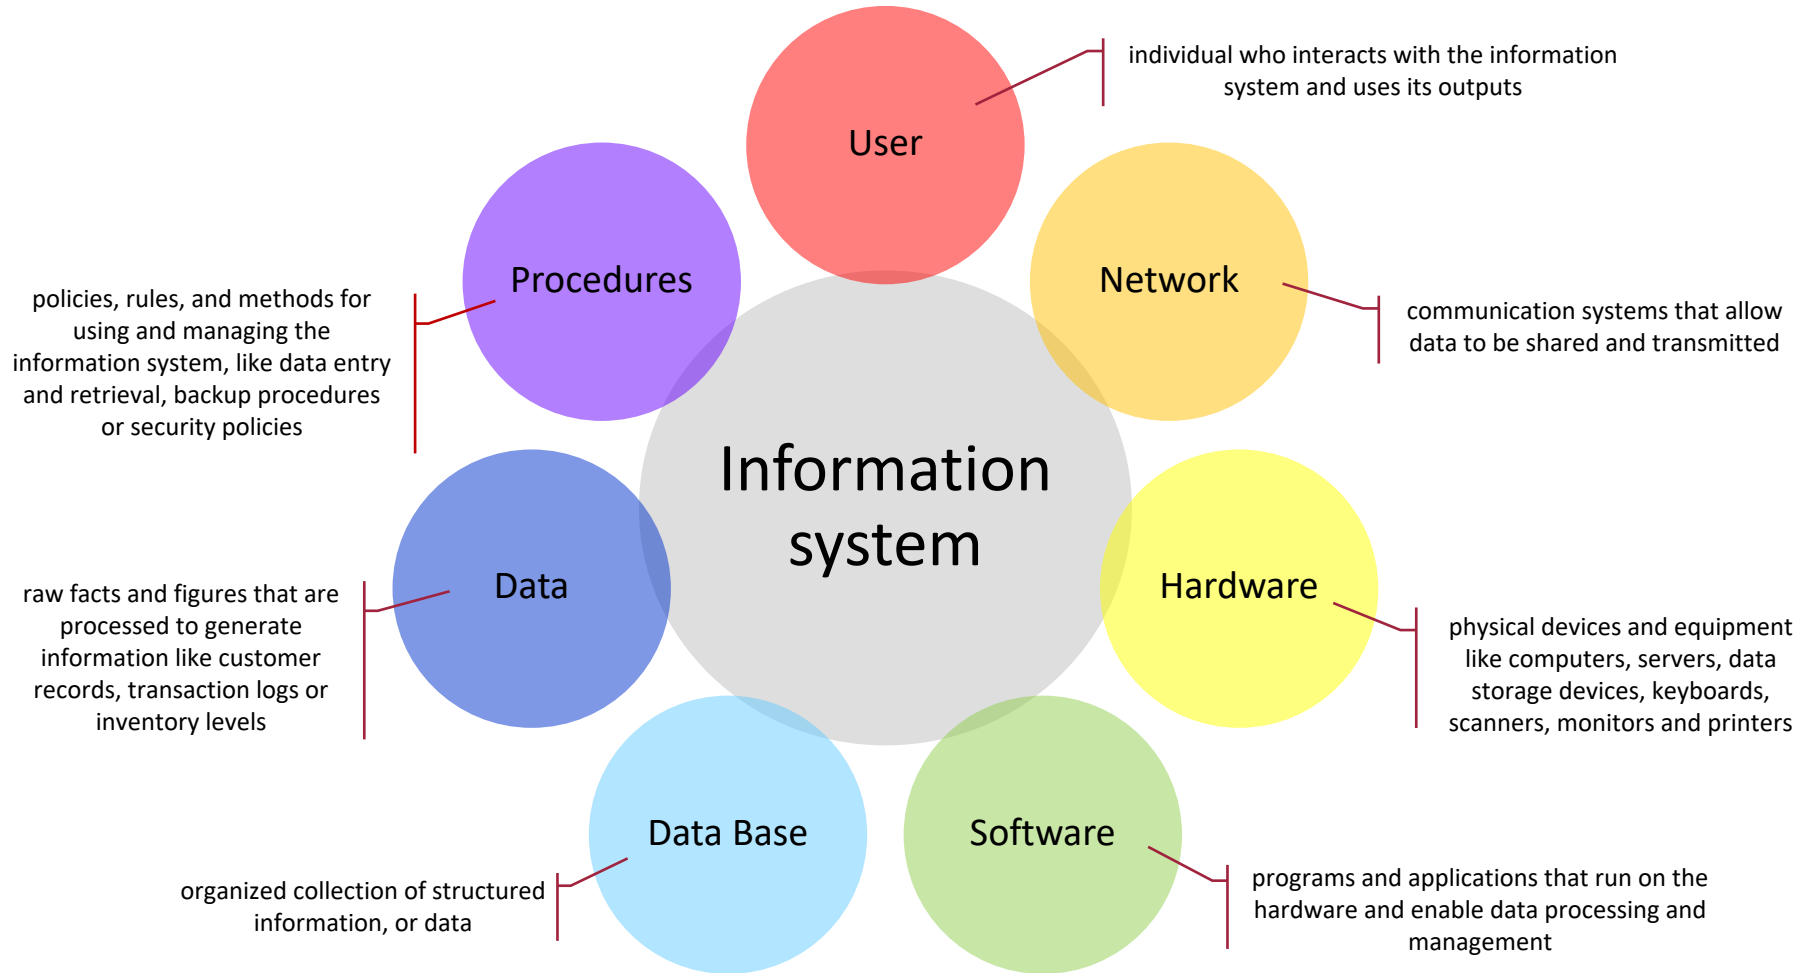 User
individual who interacts with the information
system and uses its outputs
Network
communication systems that allow
data to be shared and transmitted
Hardware
physical devices and equipment
like computers, servers, data
storage devices, keyboards,
scanners, monitors and printers
Software
programs and applications that run on the
hardware and enable data processing and
management
Data Base
organized collection of structured
information, or data
Data
raw facts and figures that are
processed to generate
information like customer
records, transaction logs or
inventory levels
Procedures
policies, rules, and methods for
using and managing the
information system, like data entry
and retrieval, backup procedures
or security policies
Information
system